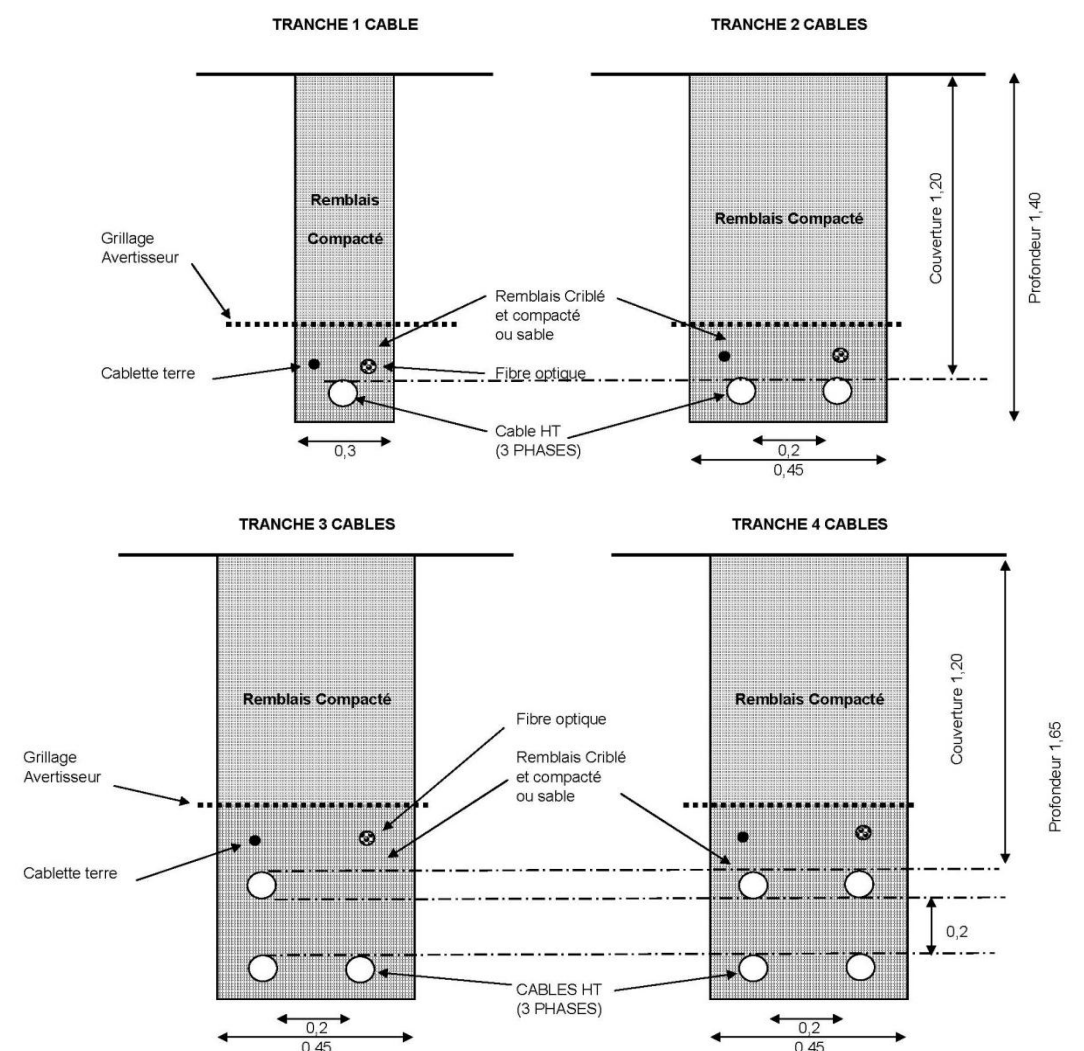 TRANCHE 1 CABLE
TRANCHE 2 CABLES
Remblais
Compacté
Remblais Compacté
Couverture 1,20
Profondeur 1,40
Grillage
Avertisseur
Remblais Criblé
et compacté
ou sable
Cablette terre
Fibre optique
Cable HT
(3 PHASES)
0,3
0,2
0,45
TRANCHE 3 CABLES
TRANCHE 4 CABLES
Remblais Compacté
Remblais Compacté
Couverture 1,20
Profondeur 1,65
Fibre optique
Grillage
Avertisseur
Remblais Criblé
et compacté
ou sable
Cablette terre
0,2
CABLES HT
(3 PHASES)
0,2
0,45
0,2
0,45